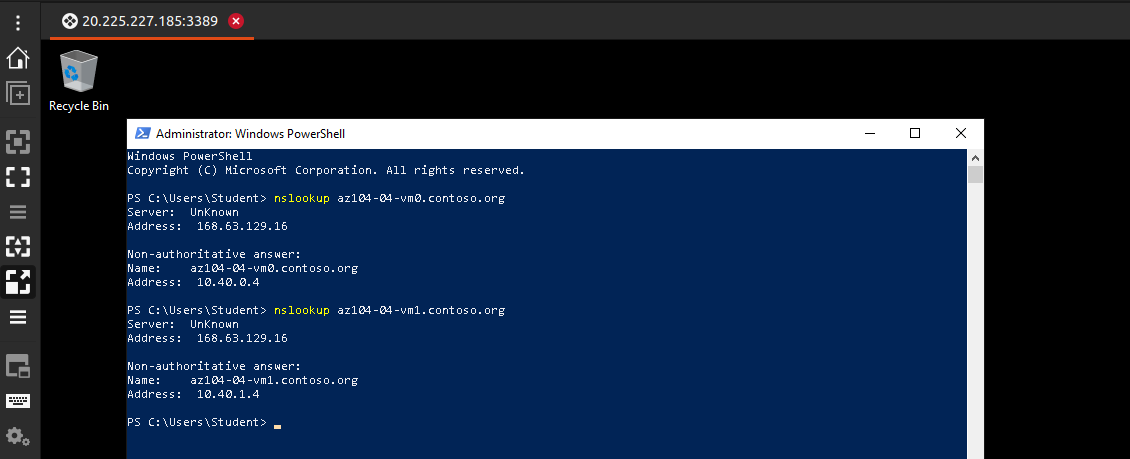 20.225.227.185:3389
Recycle Bin
Administrator: Windows PowerShell
Windows PowerShell
Copyright (C) Microsoft Corporation. All rights reserved.
PS C:\Users\Student> nslookup az104-04-vm0.contoso.org
Server:  UnKnown
Address:  168.63.129.16
Non-authoritative answer:
Name:    az104-04-vm0.contoso.org
Address:  10.40.0.4
PS C:\Users\Student> nslookup az104-04-vm1.contoso.org
Server:  UnKnown
Address:  168.63.129.16
Non-authoritative answer:
Name:    az104-04-vm1.contoso.org
Address:  10.40.1.4
PS C:\Users\Student>